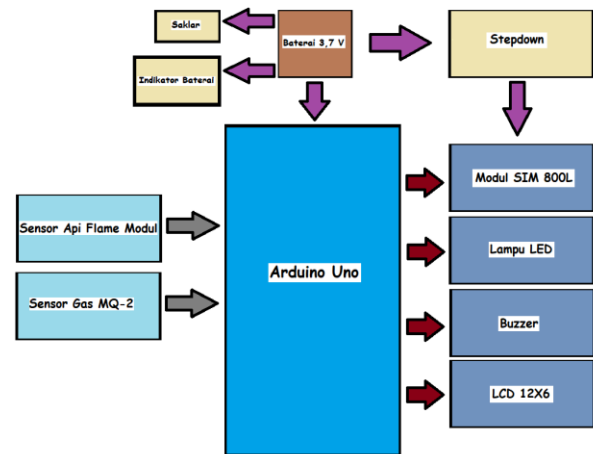 Saklar
Baterai 3,7 V
Stepdown
Indikator Baterai
Modul SIM 800L
Sensor Api Flame Modul
Lampu LED
Arduino Uno
Sensor Gas MQ-2
Buzzer
LCD 12X6